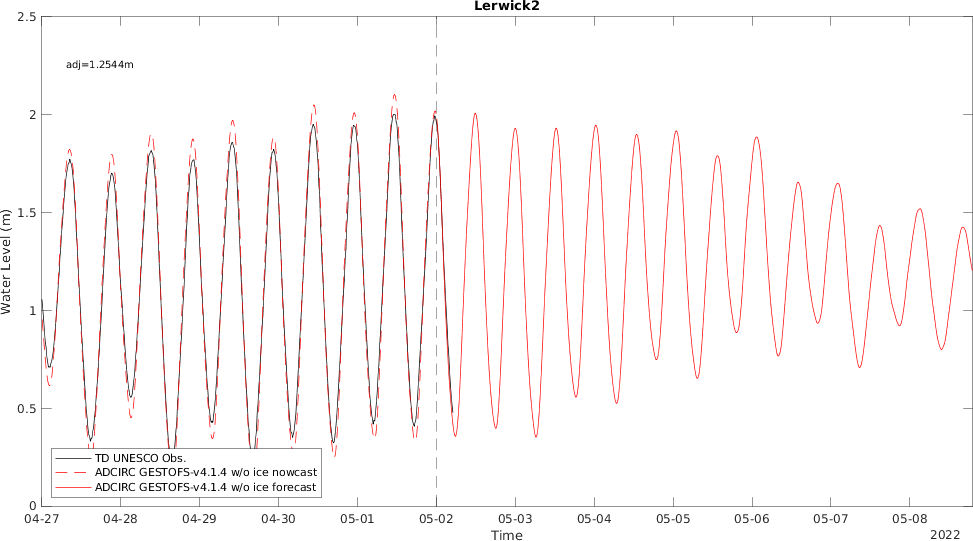 Lerwick2
2.5
adj=1.2544m
2
1.5
1
0.5
0
Water Level (m)
TD UNESCO Obs.
ADCIRC GESTOFS-v4.1.4 w/o ice nowcast
ADCIRC GESTOFS-v4.1.4 w/o ice forecast
04-27 04-28 04-29 04-30 05-01 05-02 05-03 05-04 05-05 05-06 05-07 05-08
Time
2022